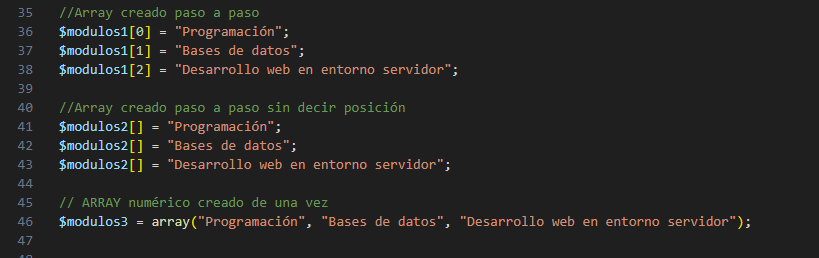 35 //Array creado paso a paso
36 $modulos1[0] = "Programación";
37 $modulos1[1] = "Bases de datos";
38 $modulos1[2] = "Desarrollo web en entorno servidor";
39
40 //Array creado paso a paso sin decir posición
41 $modulos2[] = "Programación";
42 $modulos2[] = "Bases de datos";
43 $modulos2[] = "Desarrollo web en entorno servidor";
44
45 // ARRAY numérico creado de una vez
46 $modulos3 = array("Programación", "Bases de datos", "Desarrollo web en entorno servidor");
47